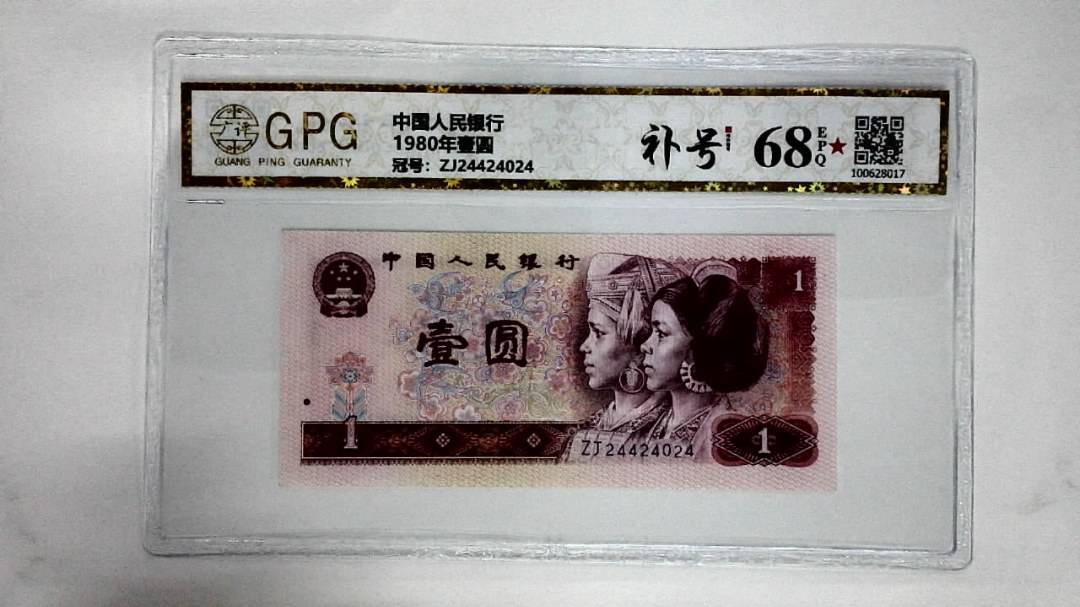 GPG
GUANG PING GUARANTY
中国人民银行
1980年壹圆
冠号：ZJ24424024
补号
68
EPQ
100628017
中国人民银行
1
壹圆
1
ZJ24424024
1